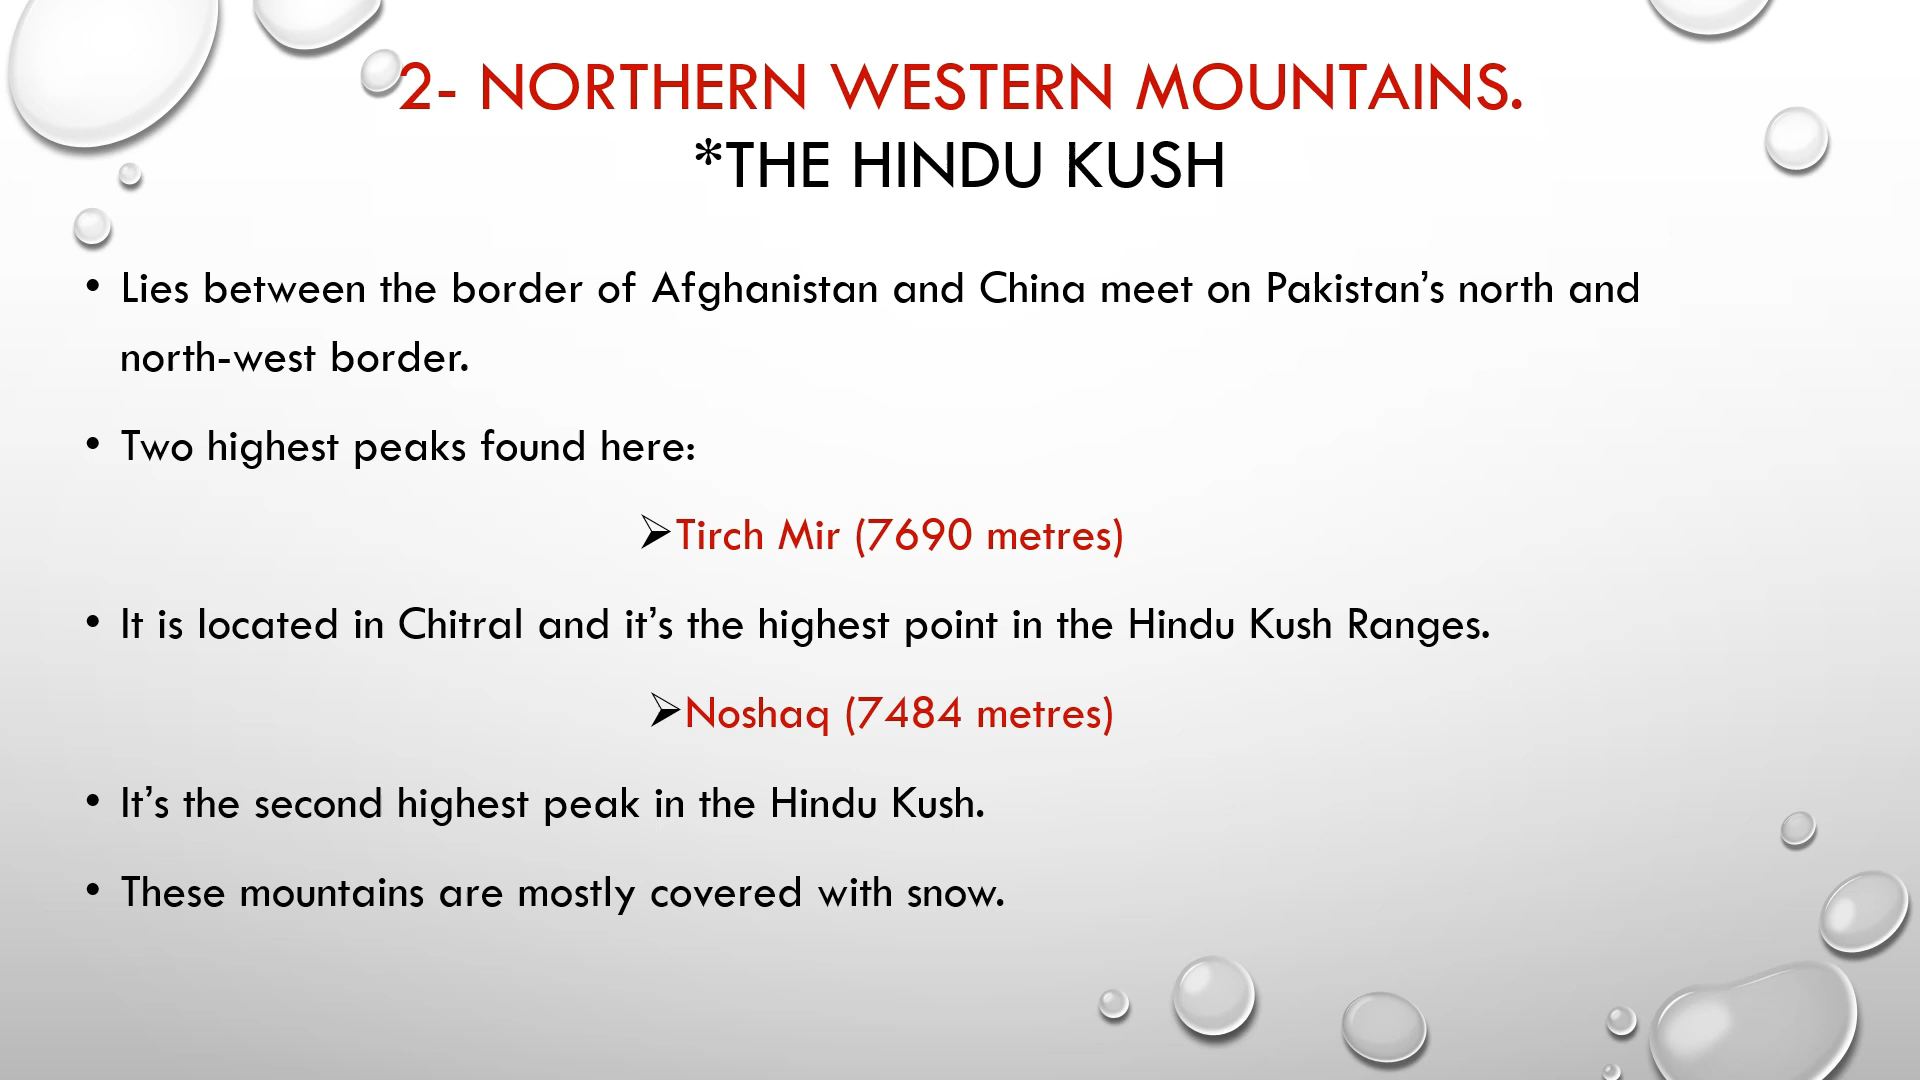 2- NORTHERN WESTERN MOUNTAINS.
*THE HINDU KUSH
• Lies between the border of Afghanistan and China meet on Pakistan’s north and
north-west border.
• Two highest peaks found here:
➢Tirch Mir (7690 metres)
• It is located in Chitral and it’s the highest point in the Hindu Kush Ranges.
➢Noshaq (7484 metres)
• It’s the second highest peak in the Hindu Kush.
• These mountains are mostly covered with snow.